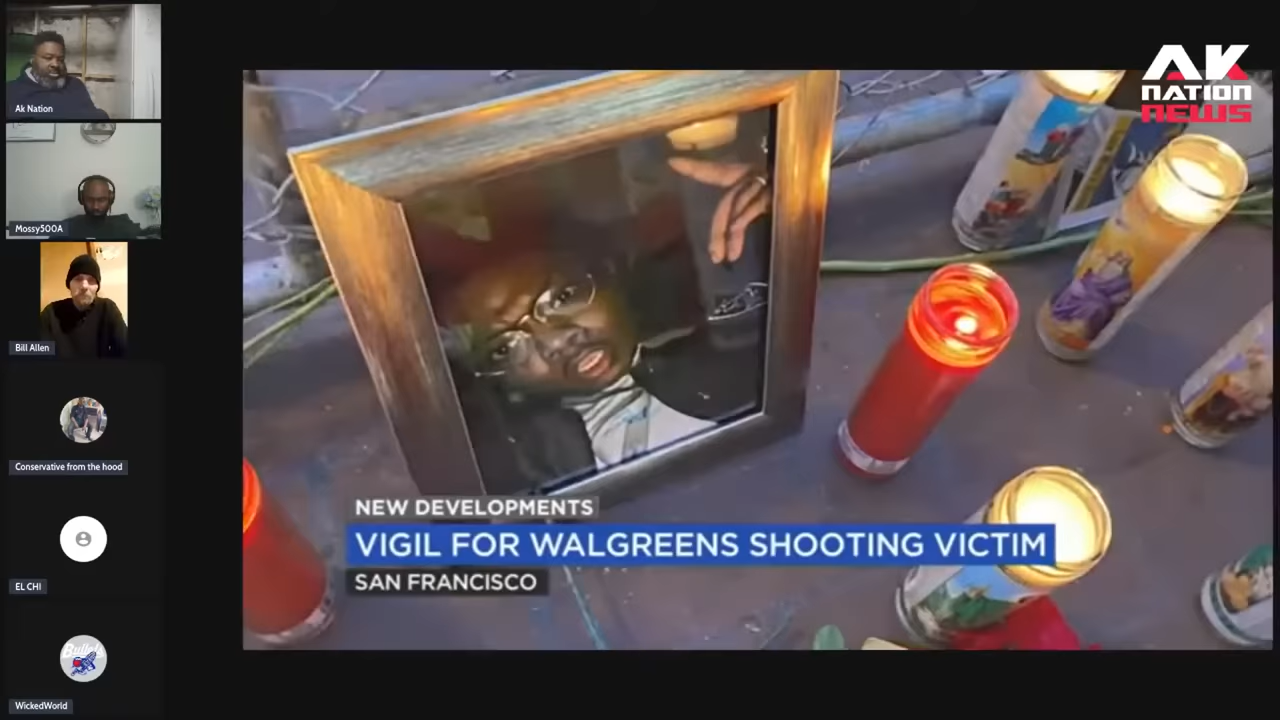 Ak Nation
Mossy500A
Bill Allen
Conservative from the hood
EL CHI
Bullets
WickedWorld
AK
NATION
NEWS
NEW DEVELOPMENTS
VIGIL FOR WALGREENS SHOOTING VICTIM
SAN FRANCISCO